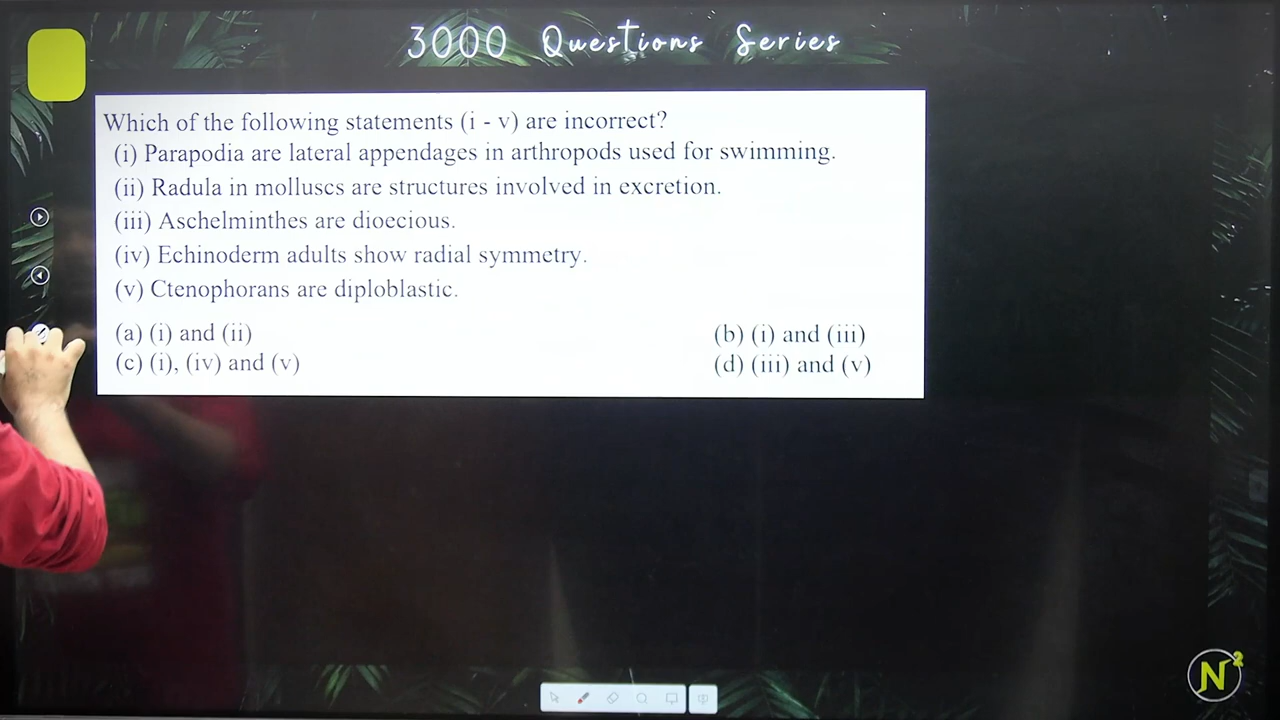 3000 Questions Series
Which of the following statements (i - v) are incorrect?
(i) Parapodia are lateral appendages in arthropods used for swimming.
(ii) Radula in molluscs are structures involved in excretion.
(iii) Aschelminthes are dioecious.
(iv) Echinoderm adults show radial symmetry.
(v) Ctenophorans are diploblastic.
(a) (i) and (ii) (b) (i) and (iii)
(c) (i), (iv) and (v) (d) (iii) and (v)
N²